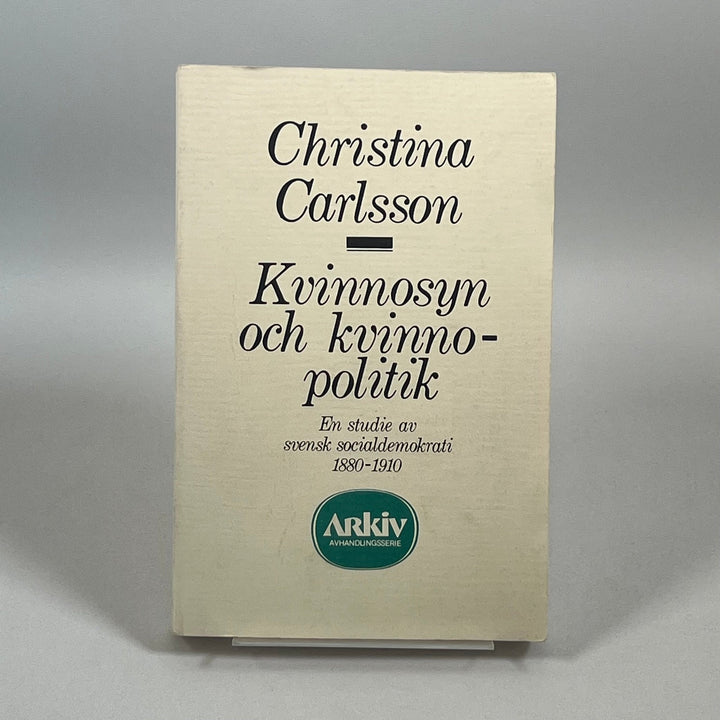 Christina
Carlsson
Kvinnosyn
och kvinno-
politik
En studie av
svensk socialdemokrati
1880-1910
Arkiv
AVHANDLINGSSERIE